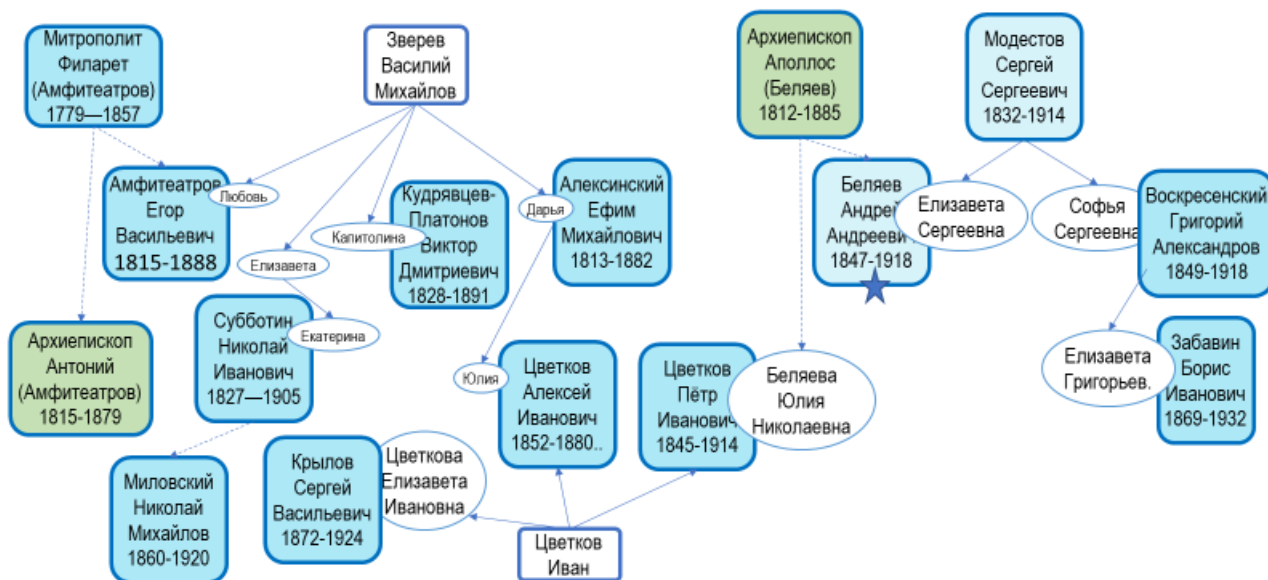 Митрополит
Филарет
(Амфитеатров)
1779—1857
Зверев
Василий
Михайлов
Архиепископ
Аполлос
(Беляев)
1812-1885
Модестов
Сергей
Сергеевич
1832-1914
Амфитеатров
Егор
Васильевич
1815-1888
Любовь
Елизавета
Капитолина
Кудрявцев-
Платонов
Виктор
Дмитриевич
1828-1891
Дарья
Алексинский
Ефим
Михайлович
1813-1882
Беляев
Андрей
Андрееви
1847-1918
Елизавета
Сергеевна
Софья
Сергеевна
Воскресенский
Григорий
Александров
1849-1918
Архиепископ
Антоний
(Амфитеатров)
1815-1879
Субботин
Николай
Иванович
1827—1905
Екатерина
Юлия
Цветков
Алексей
Иванович
1852-1880..
Цветков
Пётр
Иванович
1845-1914
Беляева
Юлия
Николаевна
Елизавета
Григорьев.
Забавин
Борис
Иванович
1869-1932
Миловский
Николай
Михайлов
1860-1920
Крылов
Сергей
Васильевич
1872-1924
Цветкова
Елизавета
Ивановна
Цветков
Иван